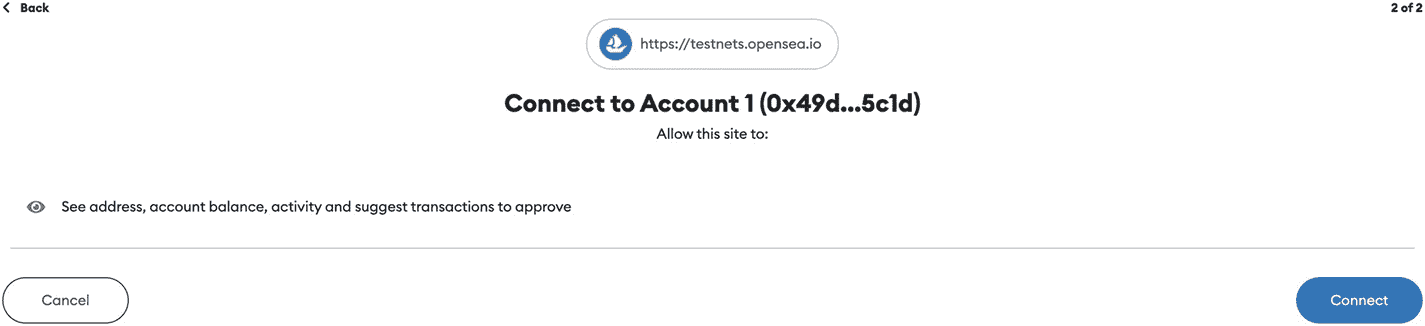 Back
2 of 2
https://testnets.opensea.io
Connect to Account 1 (0x49d...5c1d)
Allow this site to:
See address, account balance, activity and suggest transactions to approve
Cancel
Connect